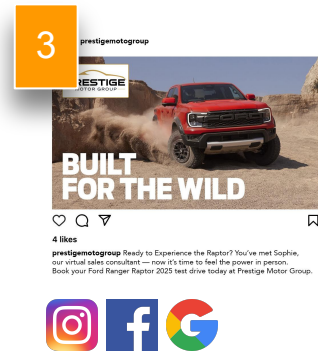 3
prestigemotogroup
PRESTIGE
MOTOR GROUP
BUILT
FOR THE WILD
4 likes
prestigemotogroup Ready to Experience the Raptor? You've met Sophie,
our virtual sales consultant — now it's time to feel the power in person.
Book your Ford Ranger Raptor 2025 test drive today at Prestige Motor Group.